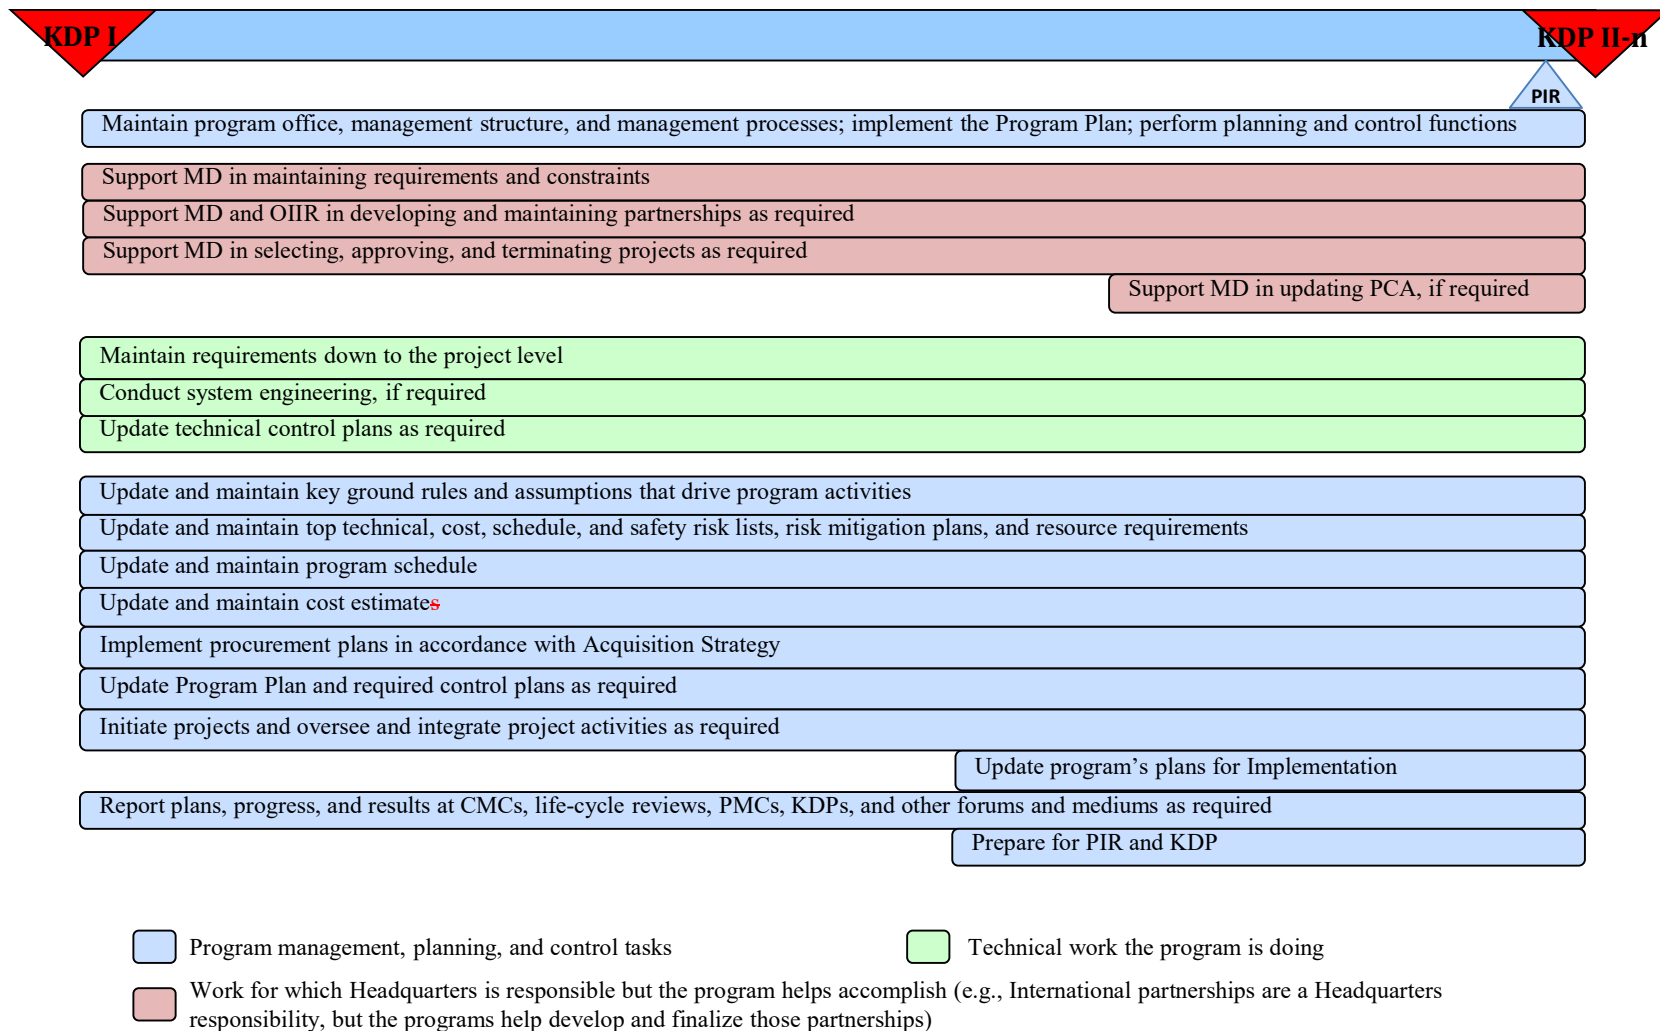 KDP I
KDP II-n
PIR
Maintain program office, management structure, and management processes; implement the Program Plan; perform planning and control functions
Support MD in maintaining requirements and constraints
Support MD and OIIR in developing and maintaining partnerships as required
Support MD in selecting, approving, and terminating projects as required
Support MD in updating PCA, if required
Maintain requirements down to the project level
Conduct system engineering, if required
Update technical control plans as required
Update and maintain key ground rules and assumptions that drive program activities
Update and maintain top technical, cost, schedule, and safety risk lists, risk mitigation plans, and resource requirements
Update and maintain program schedule
Update and maintain cost estimates
Implement procurement plans in accordance with Acquisition Strategy
Update Program Plan and required control plans as required
Initiate projects and oversee and integrate project activities as required
Update program’s plans for Implementation
Report plans, progress, and results at CMCs, life-cycle reviews, PMCs, KDPs, and other forums and mediums as required
Prepare for PIR and KDP
Program management, planning, and control tasks
Technical work the program is doing
Work for which Headquarters is responsible but the program helps accomplish (e.g., International partnerships are a Headquarters
responsibility, but the programs help develop and finalize those partnerships)